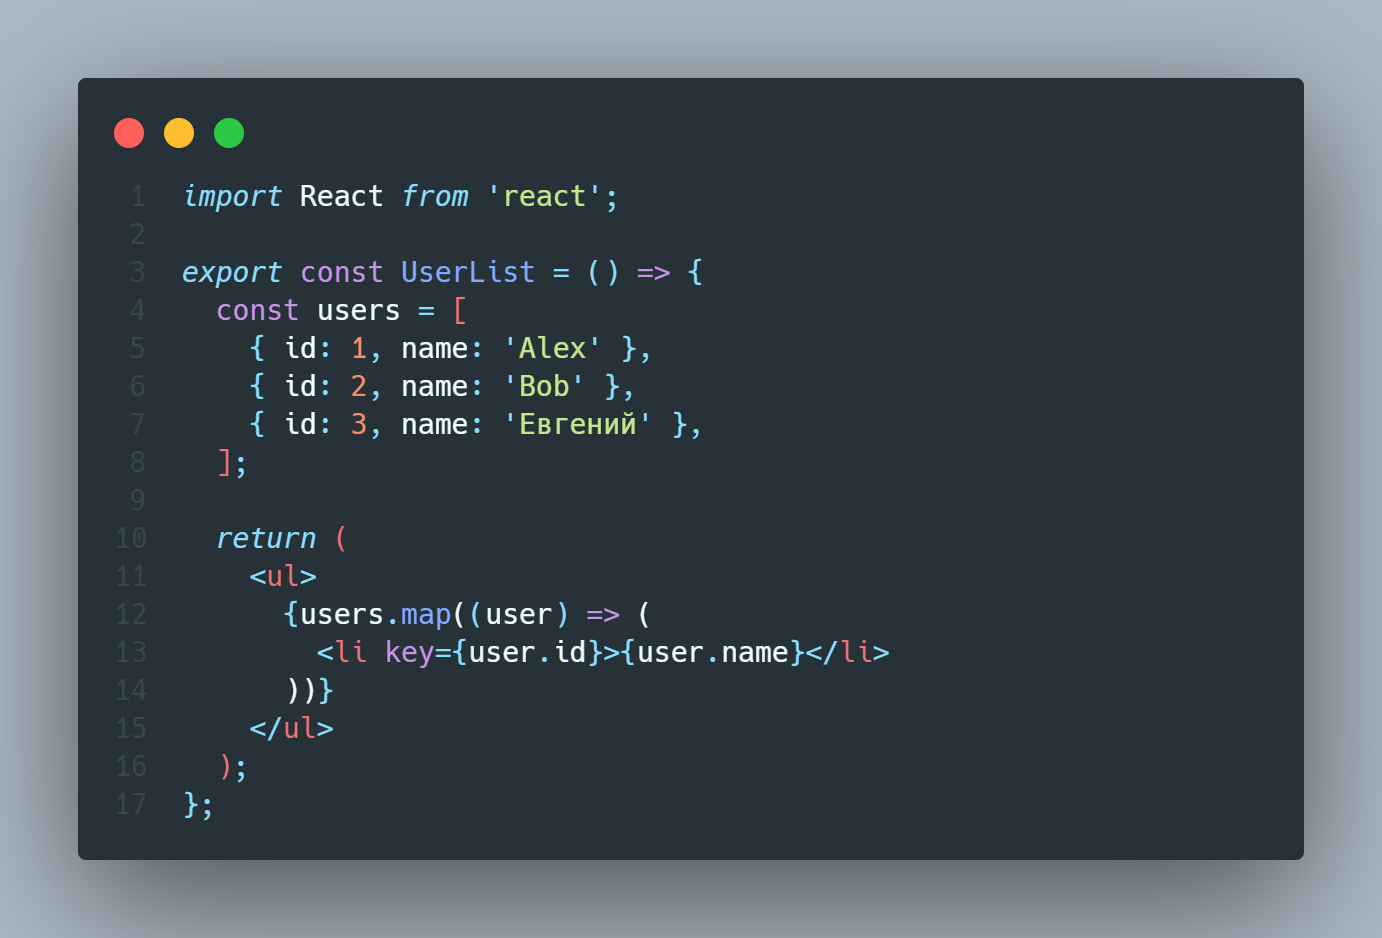 1 import React from 'react';
2
3 export const UserList = () => {
4   const users = [
5     { id: 1, name: 'Alex' },
6     { id: 2, name: 'Bob' },
7     { id: 3, name: 'Евгений' },
8   ];
9
10   return (
11     <ul>
12       {users.map((user) => (
13         <li key={user.id}>{user.name}</li>
14       ))}
15     </ul>
16   );
17 };